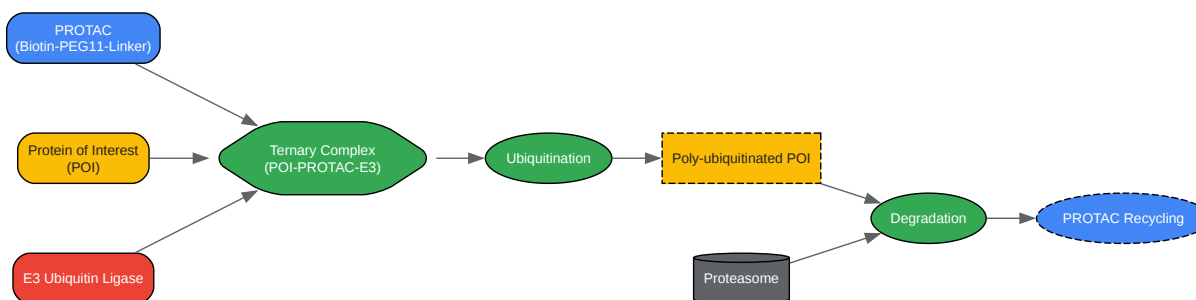 PROTAC
(Biotin-PEG11-Linker)
Protein of Interest
(POI)
E3 Ubiquitin Ligase
Ternary Complex
(POI-PROTAC-E3)
Ubiquitination
Poly-ubiquitinated POI
Proteasome
Degradation
PROTAC Recycling